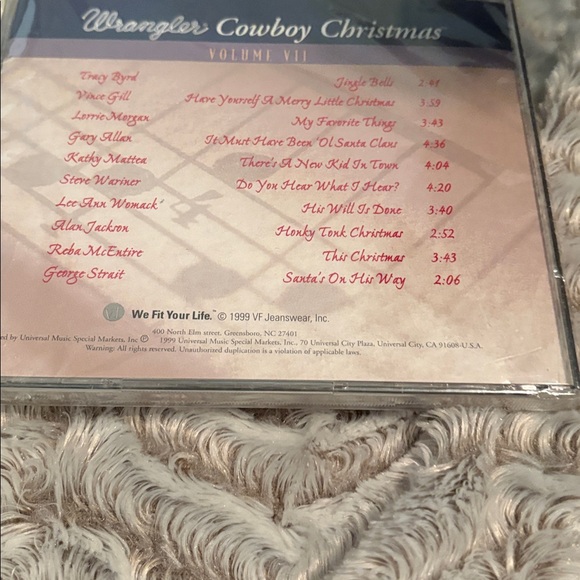 Wrangler Cowboy Christmas
VOLUME VII
Tracy Byrd Jingle Bells 2:41
Vince Gill Have Yourself A Merry Little Christmas 3:59
Lorrie Morgan My Favorite Things 3:43
Gary Allan It Must Have Been 'Ol Santa Claus 4:36
Kathy Mattea There's A New Kid In Town 4:04
Steve Wariner Do You Hear What I Hear? 4:20
Lee Ann Womack* His Will Is Done 3:40
Alan Jackson Honky Tonk Christmas 2:52
Reba McEntire This Christmas 3:43
George Strait Santa's On His Way 2:06
We Fit Your Life.™ © 1999 VF Jeanswear, Inc.
400 North Elm street, Greensboro, NC 27401
ed by Universal Music Special Markets, Inc ℗ 1999 Universal Music Special Markets, Inc., 70 Universal City Plaza, Universal City, CA 91608-U.S.A.
Warning: All rights reserved. Unauthorized duplication is a violation of applicable laws.